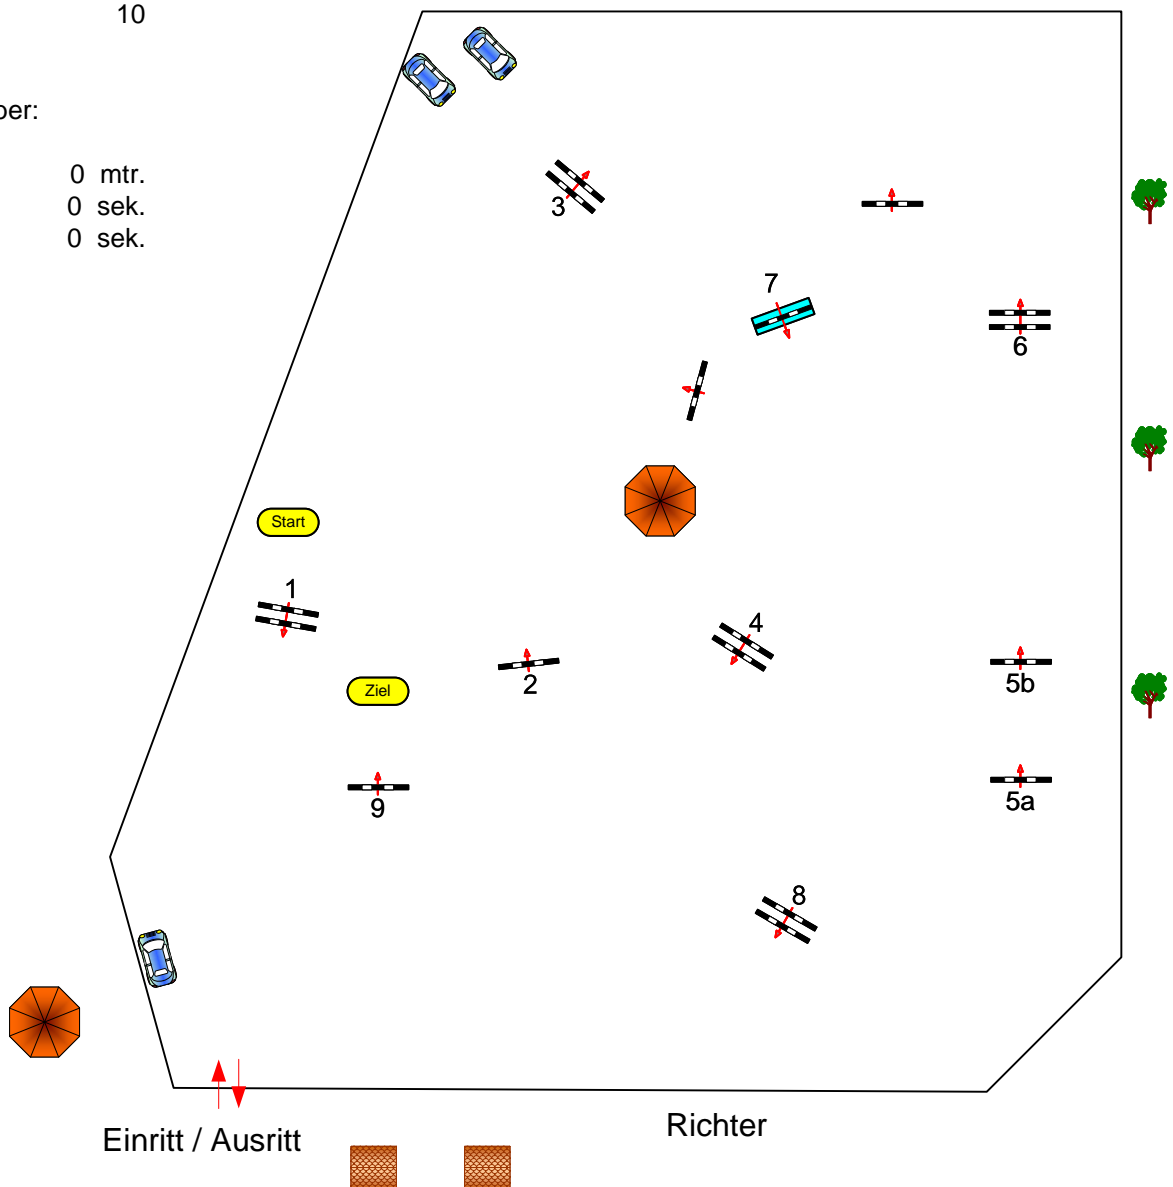 10
ber:
0 mtr.
0 sek.
0 sek.
3
7
6
Start
1
4
2
5b
Ziel
9
5a
8
Richter
Einritt / Ausritt